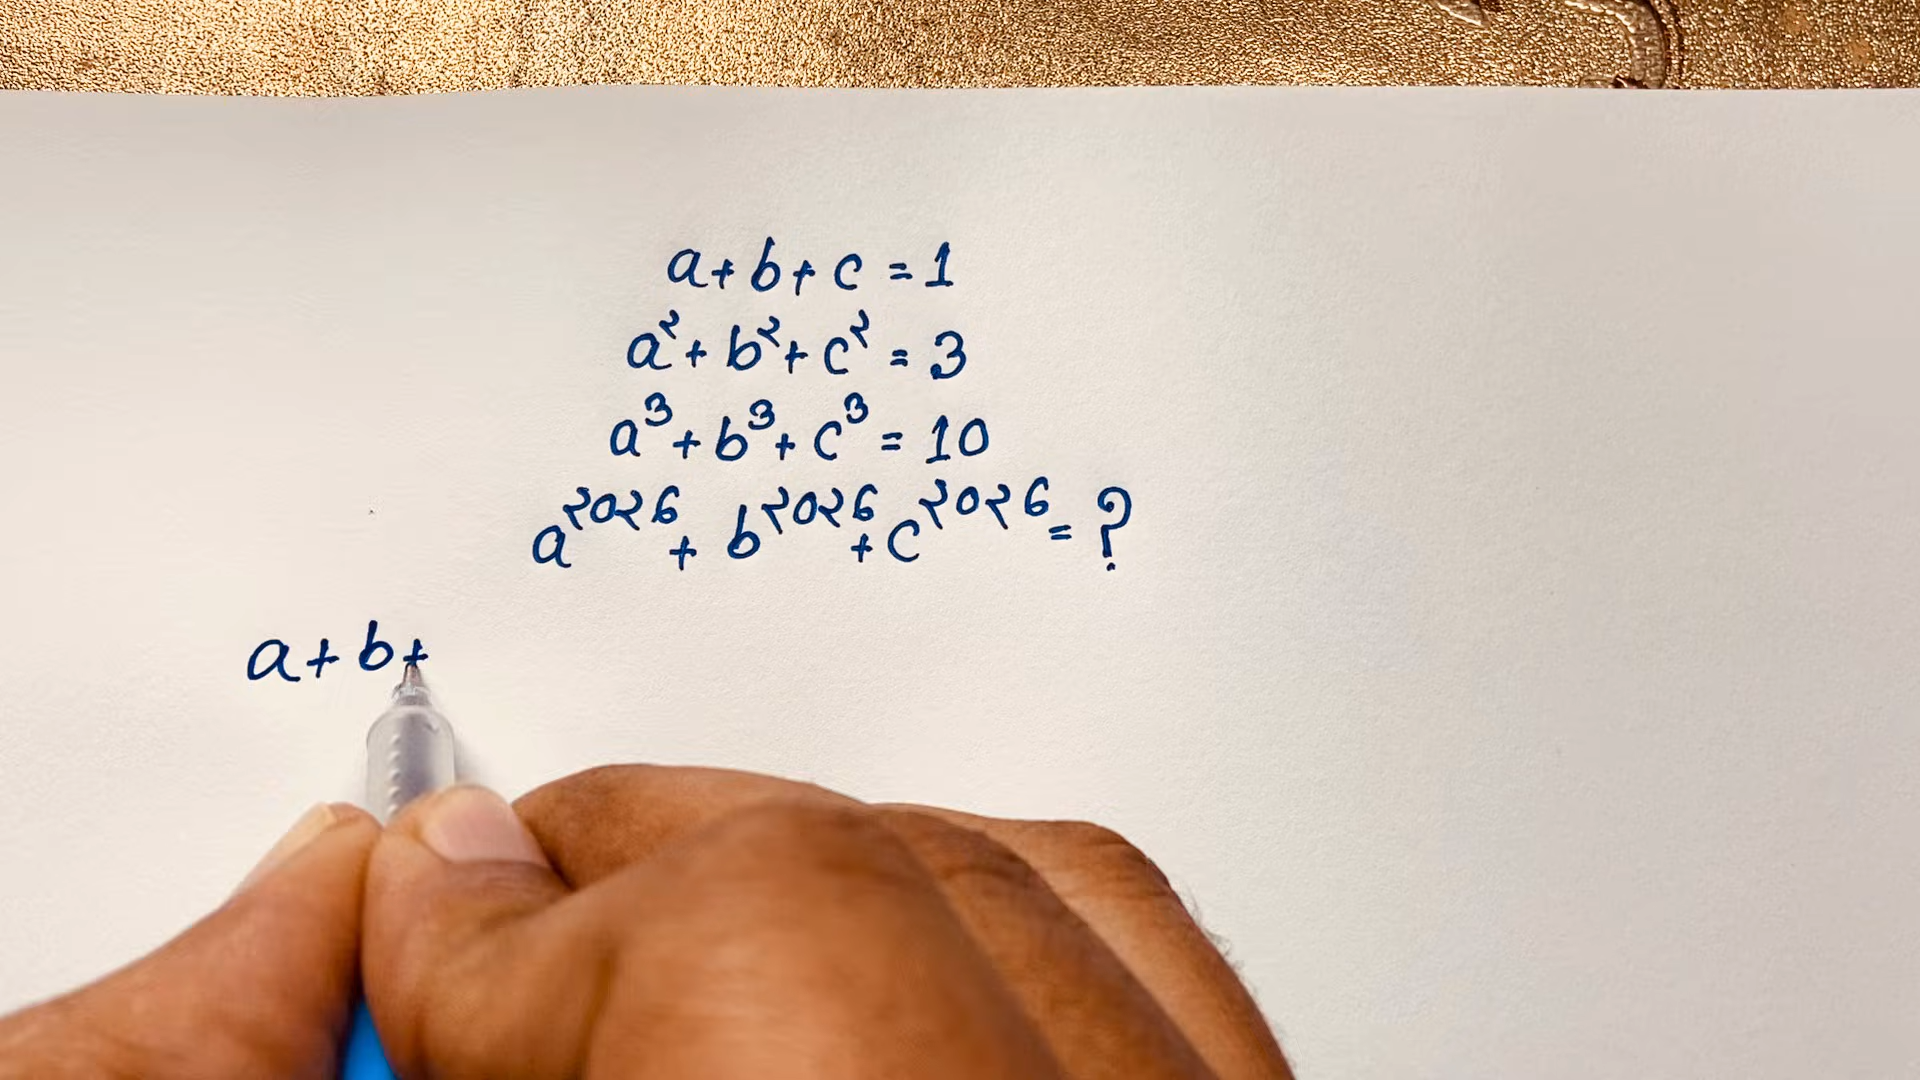 a+b+c=1
a²+b²+c²=3
a³+b³+c³=10
a²⁰²⁶+b²⁰²⁶+c²⁰²⁶=?
a+b+